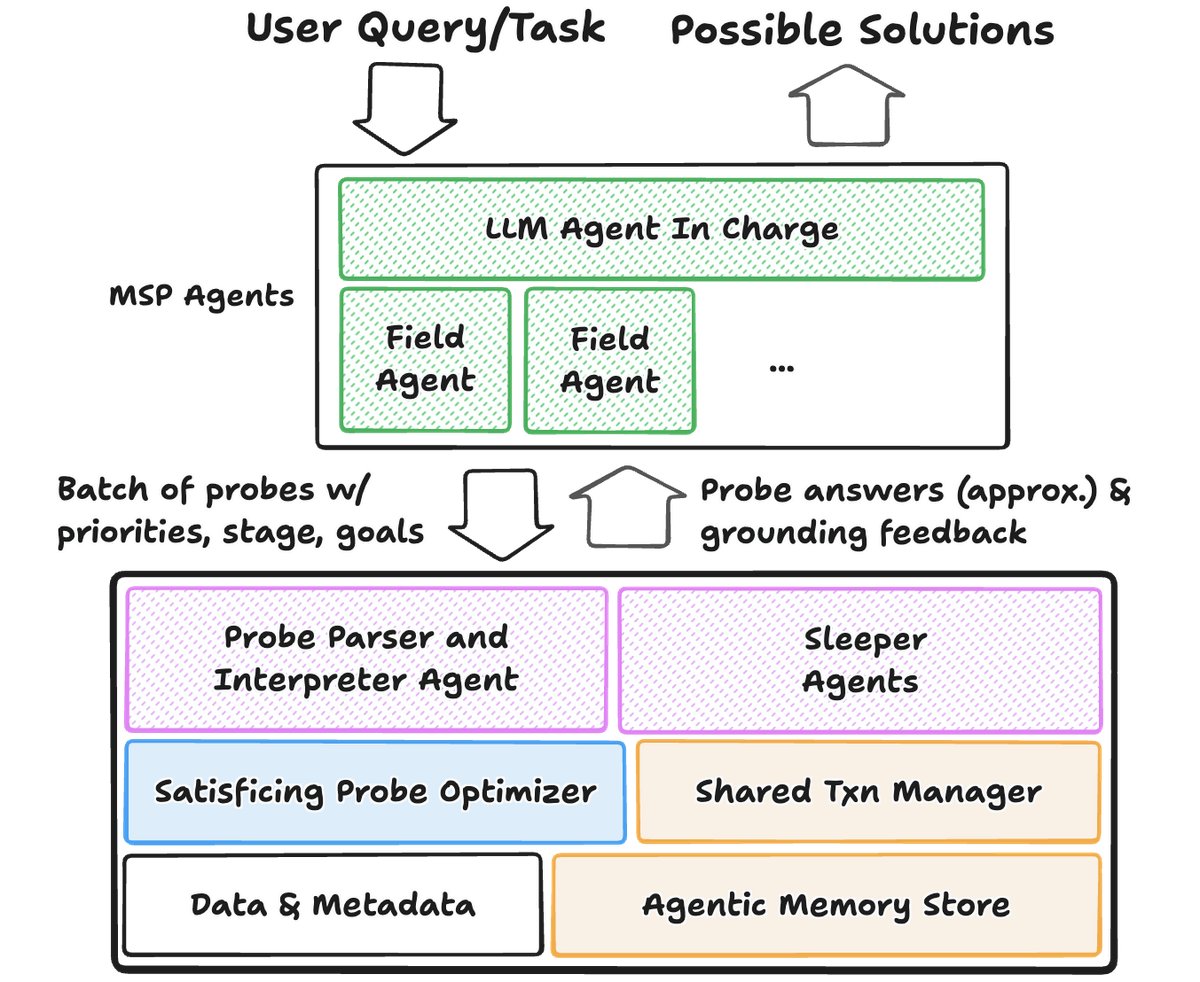 User Query/Task
Possible Solutions
LLM Agent In Charge
MSP Agents
Field
Agent
Field
Agent
...
Batch of probes w/
priorities, stage, goals
Probe answers (approx.) &
grounding feedback
Probe Parser and
Interpreter Agent
Sleeper
Agents
Satisficing Probe Optimizer
Shared Txn Manager
Data & Metadata
Agentic Memory Store